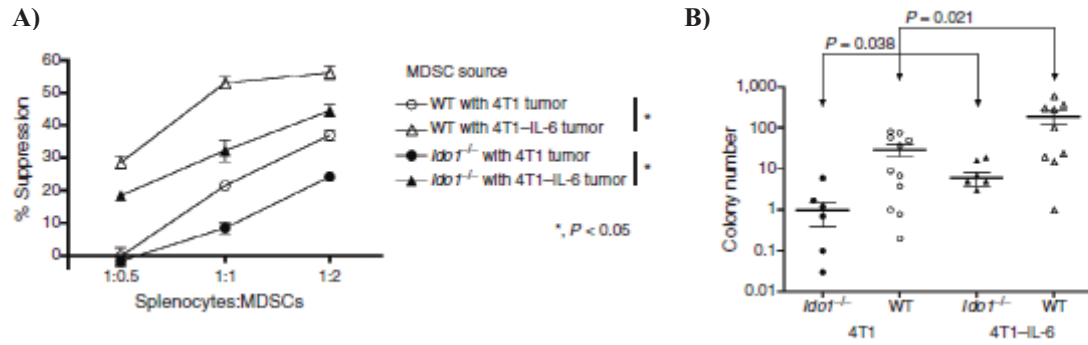 A)
60
50
40
30
20
10
0
% Suppression
1:0.5 1:1 1:2
Splenocytes:MDSCs
MDSC source
WT with 4T1 tumor
WT with 4T1–IL-6 tumor
*
Ido1–/– with 4T1 tumor
Ido1–/– with 4T1–IL-6 tumor
*
*, P < 0.05
B)
P = 0.021
P = 0.038
1,000
100
10
1
0.1
0.01
Colony number
Ido1–/– WT Ido1–/– WT
4T1 4T1–IL-6